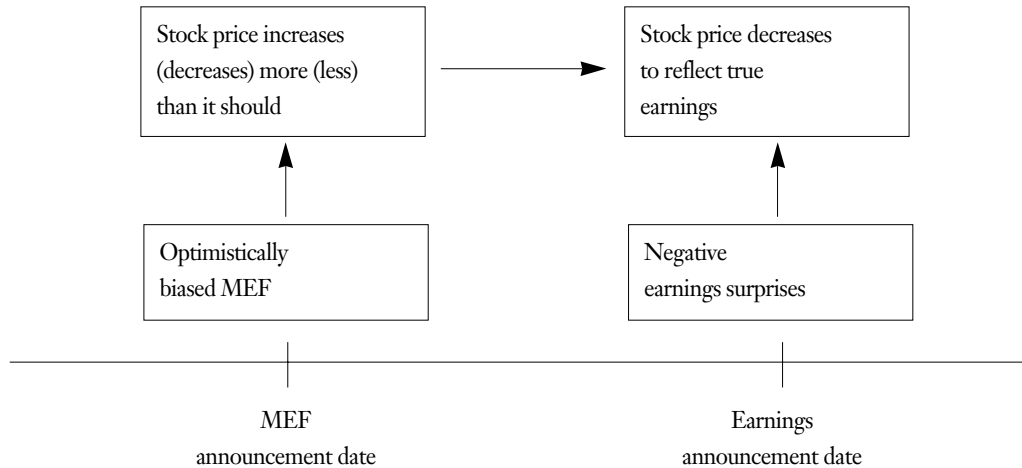 Stock price increases
(decreases) more (less)
than it should
Stock price decreases
to reflect true
earnings
Optimistically
biased MEF
Negative
earnings surprises
MEF
announcement date
Earnings
announcement date